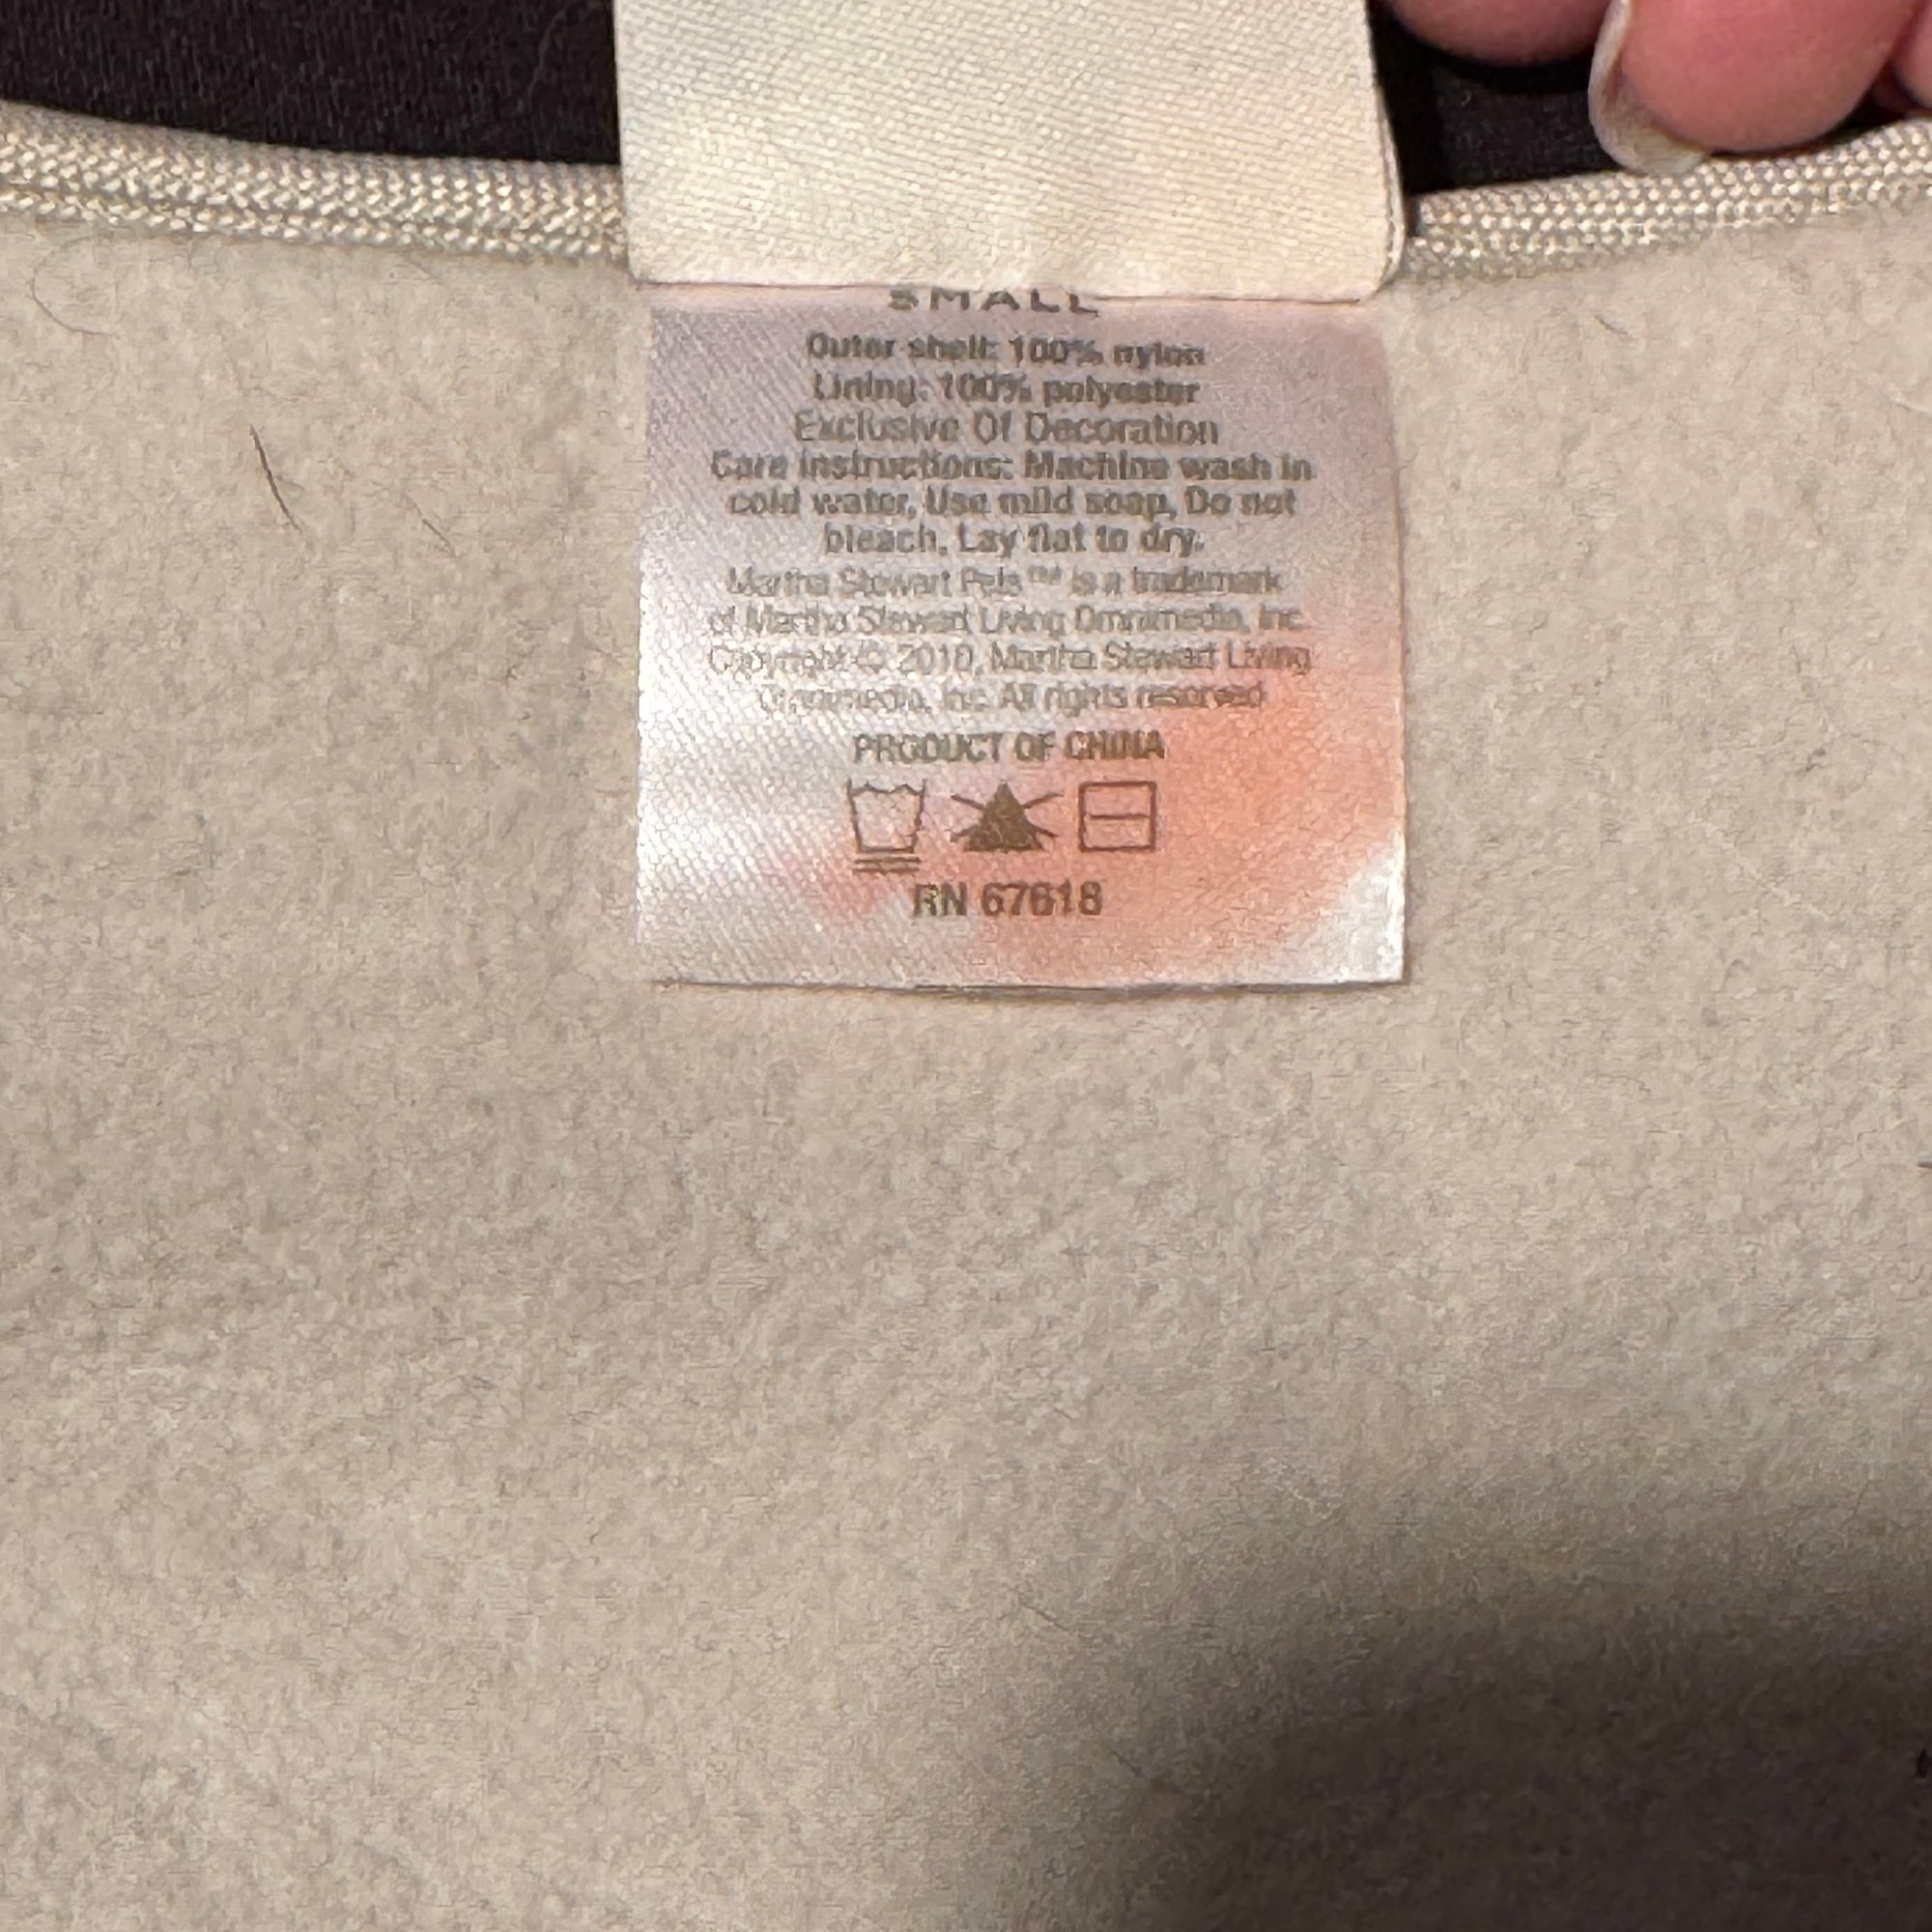 SMALL
Outer shell: 100% nylon
Lining: 100% polyester
Exclusive Of Decoration
Care instructions: Machine wash in
cold water, Use mild soap, Do not
bleach, Lay flat to dry.
Martha Stewart Pets™ is a trademark
of Martha Stewart Living Omnimedia, Inc.
Copyright © 2010, Martha Stewart Living
Omnimedia, Inc. All rights reserved
PRODUCT OF CHINA
RN 67618